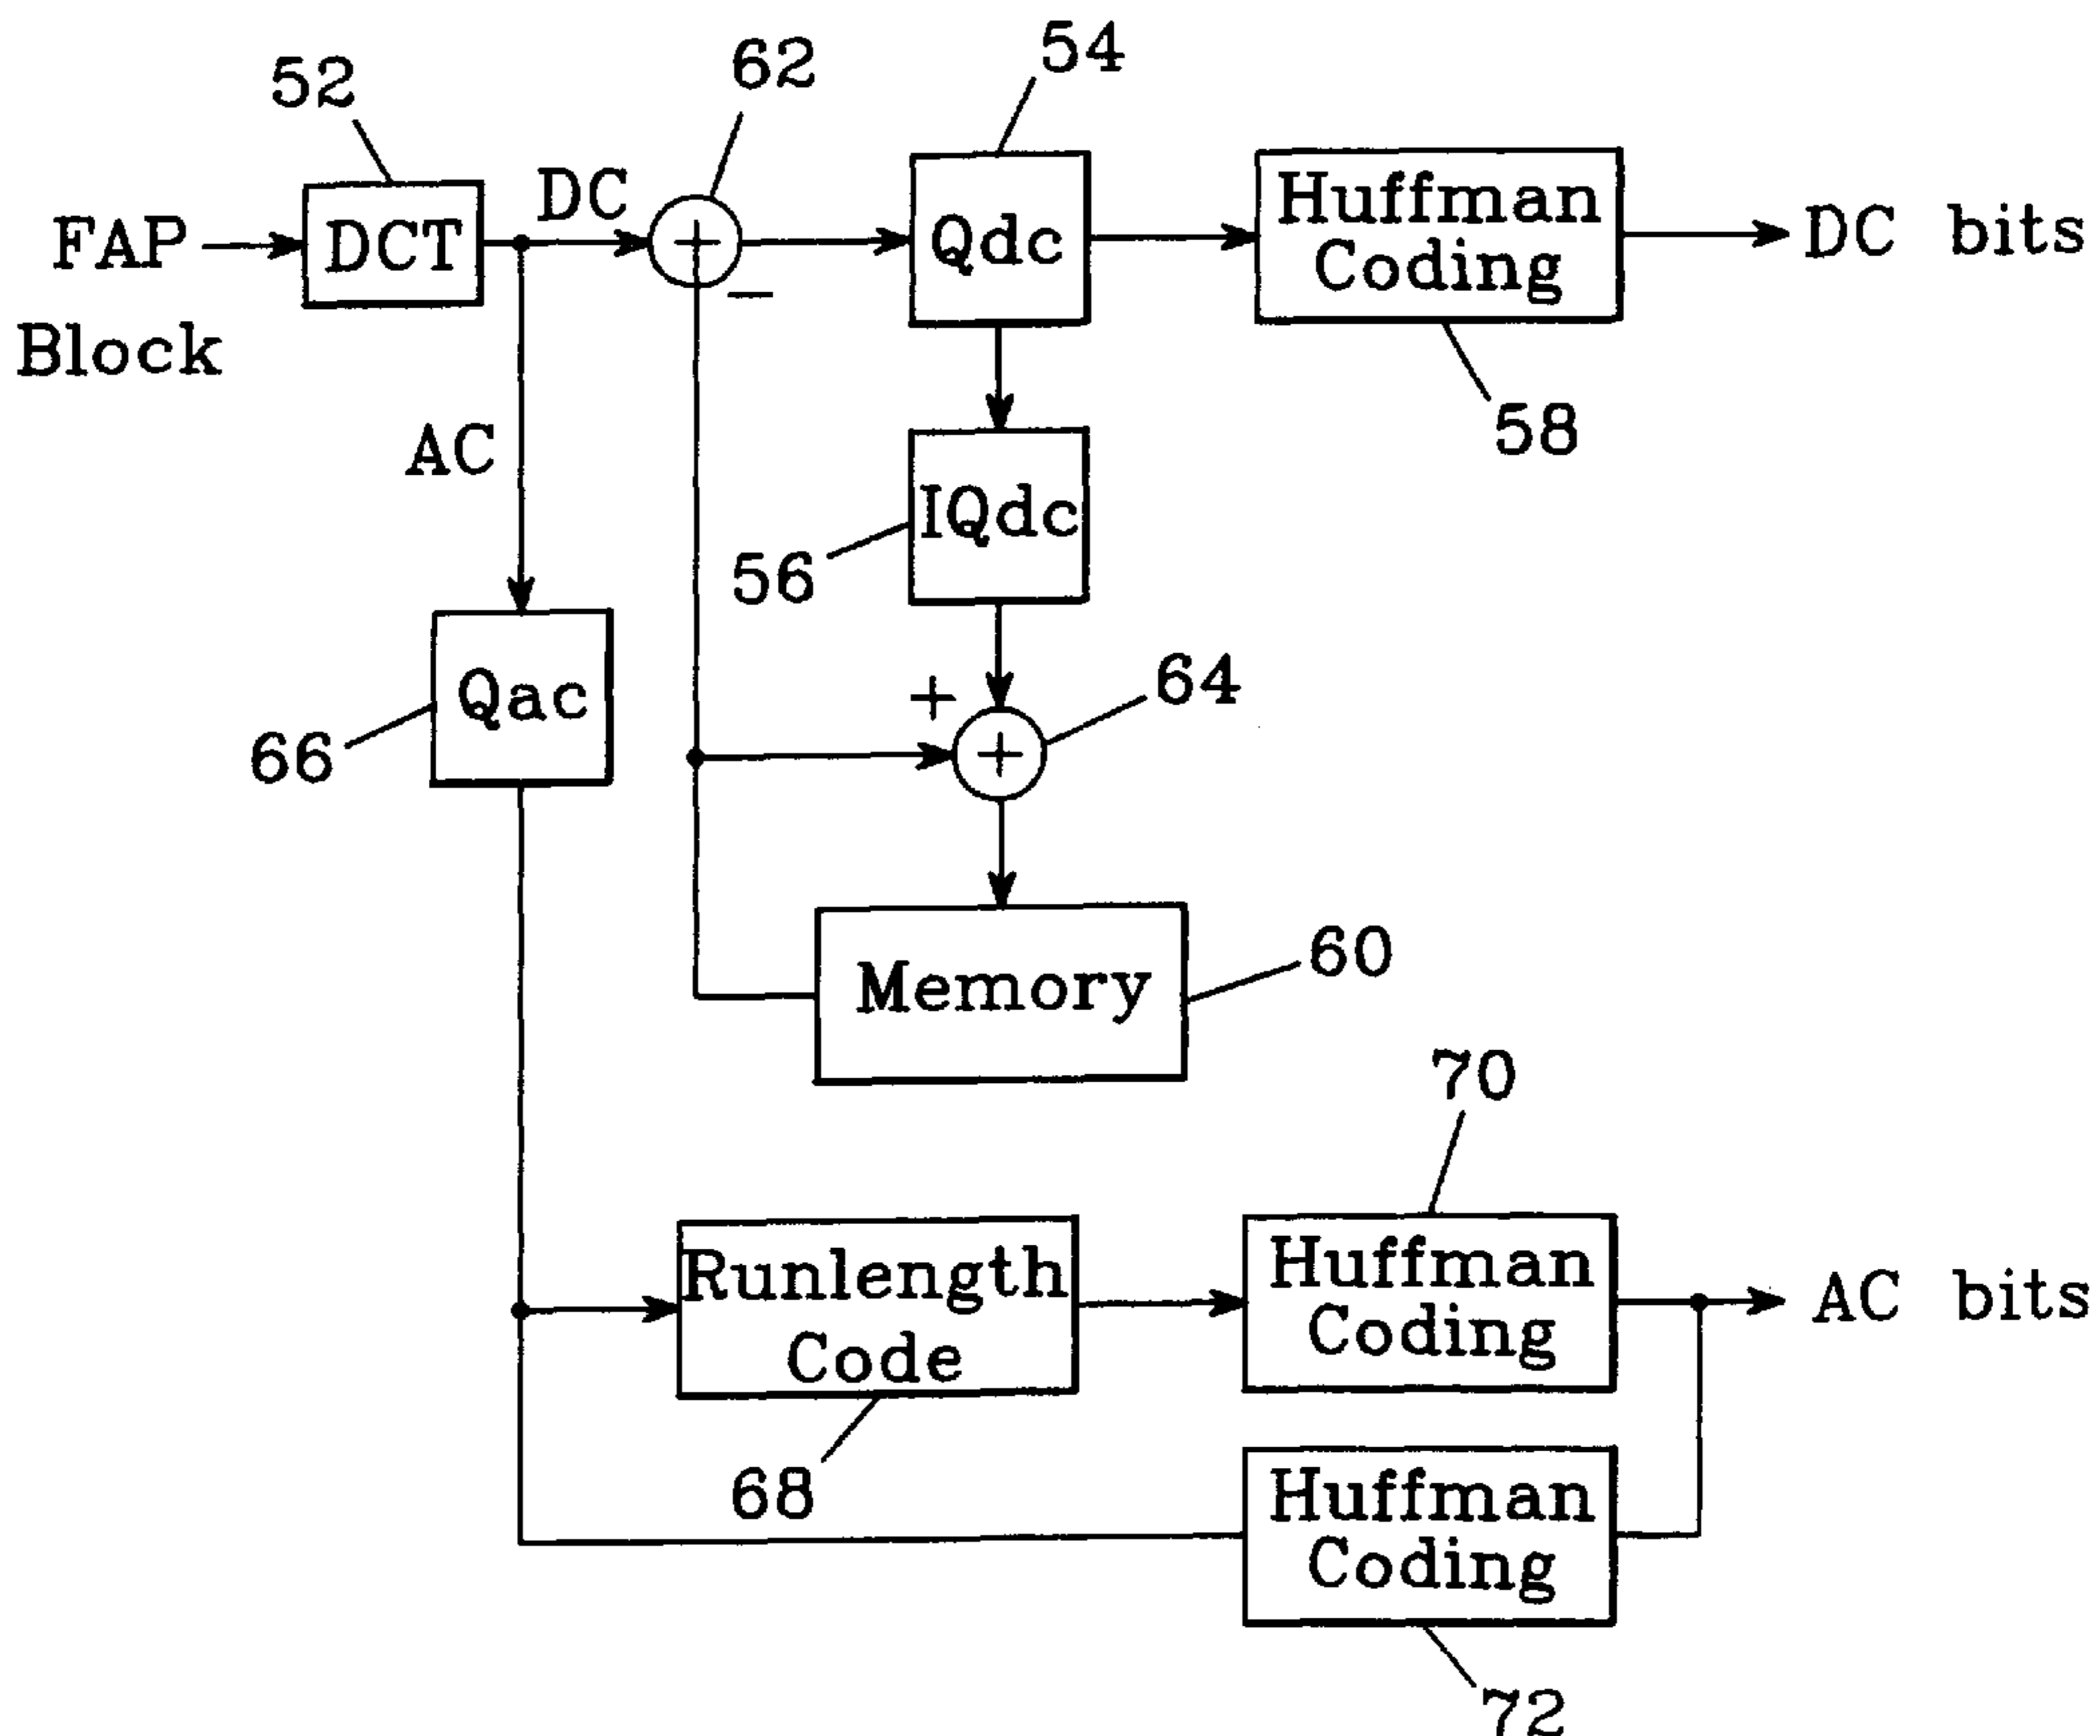 54
62
52
DC
Huffman
Coding
FAP
Block
DCT
+
−
Qdc
DC bits
58
AC
IQdc
56
Qac
66
+
64
+
Memory
60
70
Runlength
Code
68
Huffman
Coding
AC bits
Huffman
Coding
72